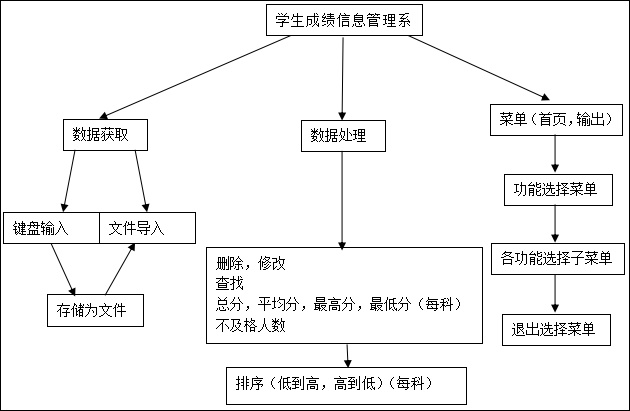 学生成绩信息管理系
数据获取
数据处理
菜单(首页,输出)
功能选择菜单
键盘输入
文件导入
各功能选择子菜单
删除,修改
查找
总分,平均分,最高分,最低分(每科)
不及格人数
存储为文件
退出选择菜单
排序(低到高,高到低)(每科)